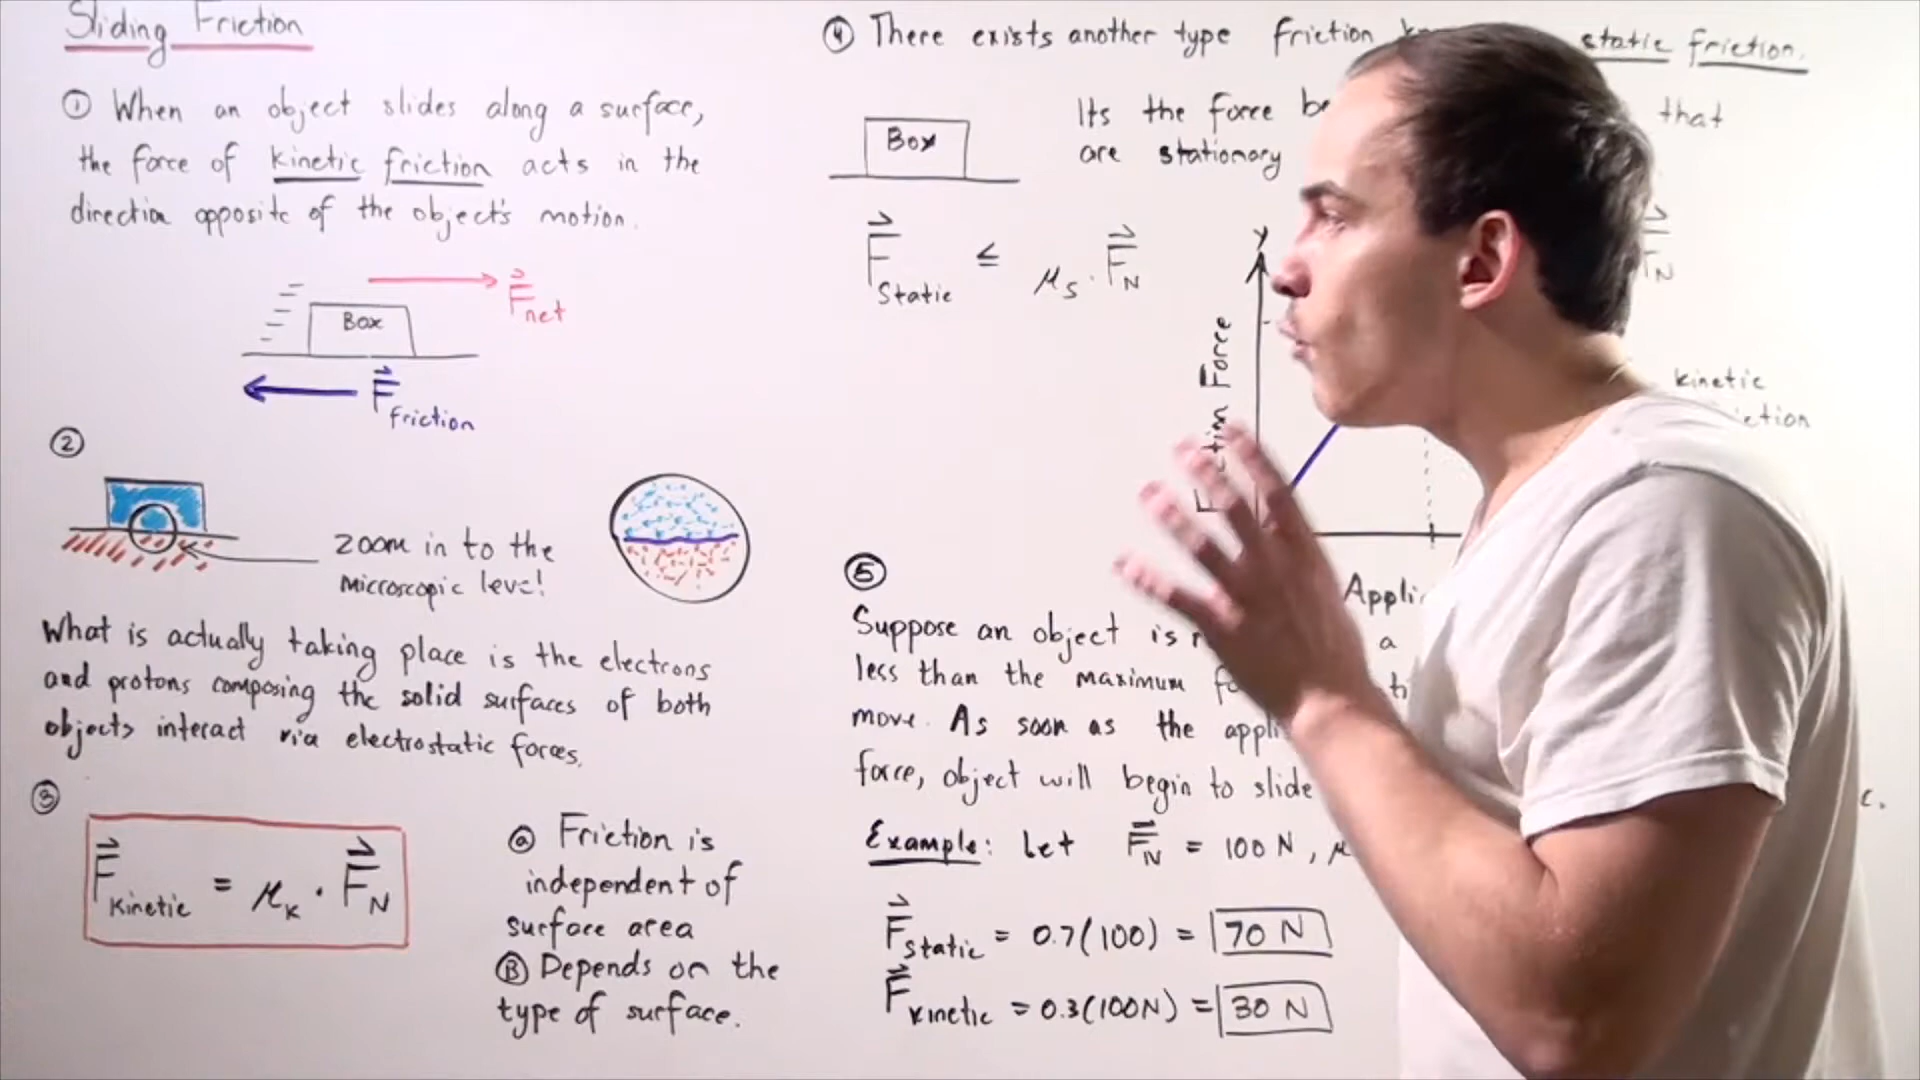 Sliding Friction
① When an object slides along a surface,
the force of kinetic friction acts in the
direction opposite of the object's motion.
F net
Box
F friction
②
zoom in to the
microscopic level!
What is actually taking place is the electrons
and protons composing the solid surfaces of both
objects interact via electrostatic forces.
③
F kinetic = μk · FN
ⓐ Friction is
independent of
surface area
Ⓑ Depends on the
type of surface.
④ There exists another type friction static friction.
Its the force that
are stationary
Box
F static ≤ μs · FN
Y
Friction Force
kinetic
⑤
Suppose an object is a
less than the maximum
move. As soon as the
force, object will begin to slide
Example: Let FN = 100 N, μ
F static = 0.7(100) = 70 N
F kinetic = 0.3(100N) = 30 N